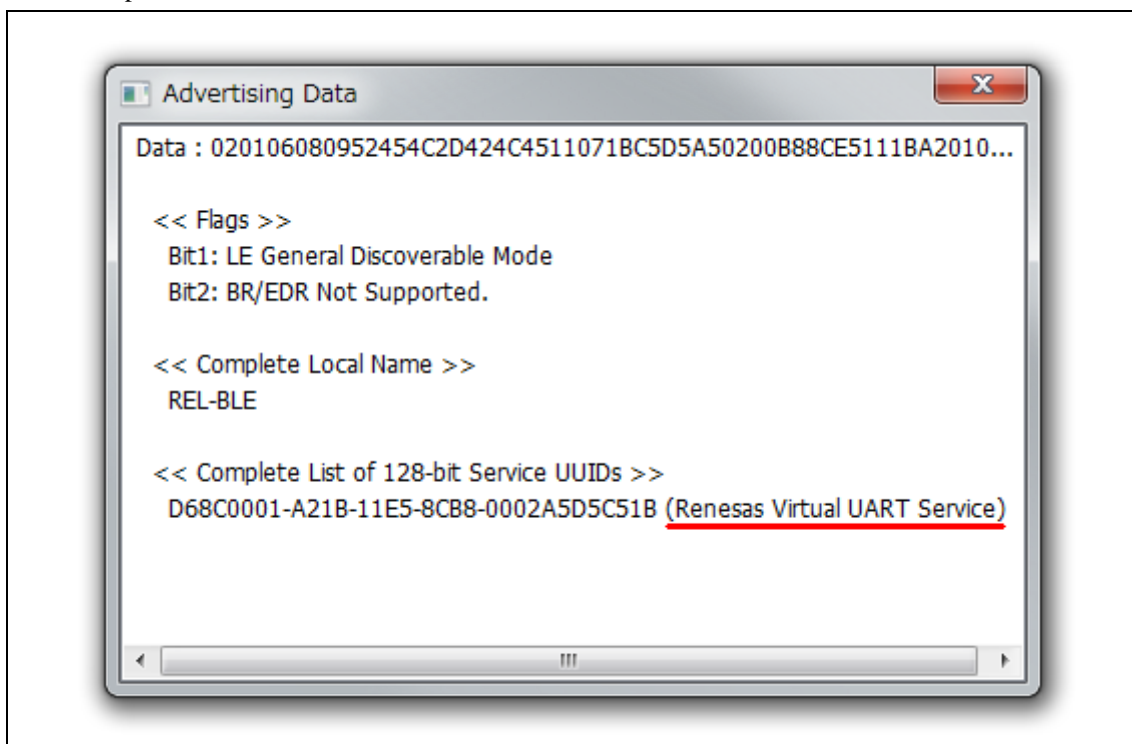 Advertising Data
Data : 020106080952454C2D424C4511071BC5D5A50200B88CE5111BA2010...
<< Flags >>
Bit1: LE General Discoverable Mode
Bit2: BR/EDR Not Supported.
<< Complete Local Name >>
REL-BLE
<< Complete List of 128-bit Service UUIDs >>
D68C0001-A21B-11E5-8CB8-0002A5D5C51B (Renesas Virtual UART Service)